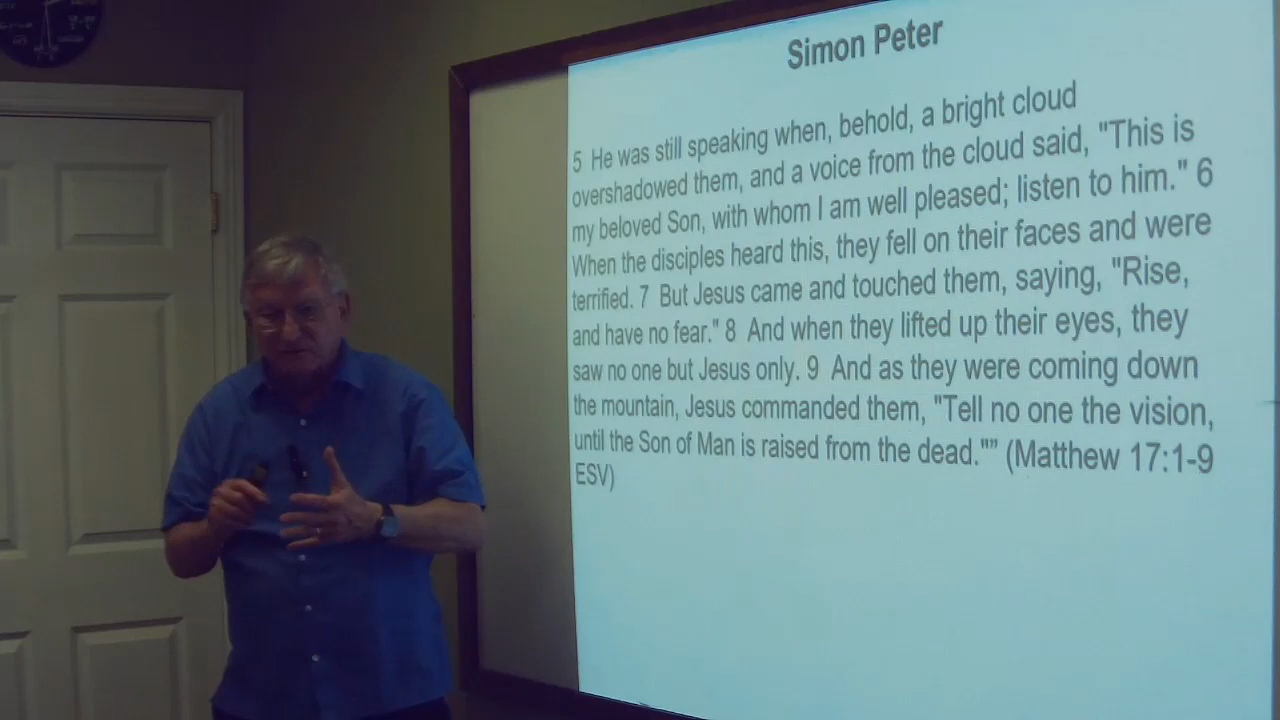 Simon Peter
5 He was still speaking when, behold, a bright cloud
overshadowed them, and a voice from the cloud said, "This is
my beloved Son, with whom I am well pleased; listen to him." 6
When the disciples heard this, they fell on their faces and were
terrified. 7 But Jesus came and touched them, saying, "Rise,
and have no fear." 8 And when they lifted up their eyes, they
saw no one but Jesus only. 9 And as they were coming down
the mountain, Jesus commanded them, "Tell no one the vision,
until the Son of Man is raised from the dead."” (Matthew 17:1-9
ESV)